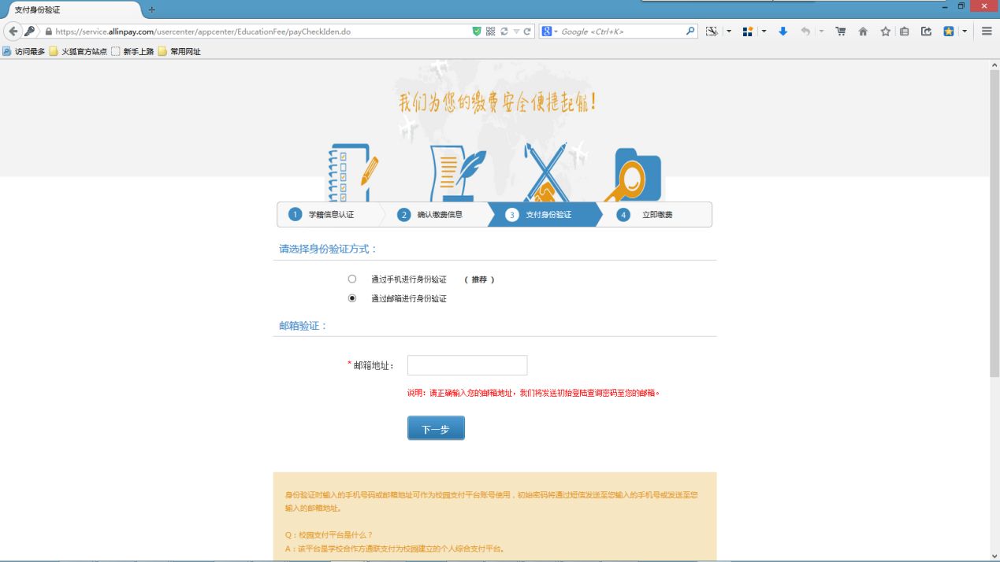 支付身份验证
https://service.allinpay.com/usercenter/appcenter/EducationFee/payCheckIden.do
Google <Ctrl+K>
访问最多 火狐官方站点 新手上路 常用网址
我们为您的缴费安全便捷起航!
1 学籍信息认证 2 确认缴费信息 3 支付身份验证 4 立即缴费
请选择身份验证方式：
通过手机进行身份验证 （ 推荐 ）
通过邮箱进行身份验证
邮箱验证：
* 邮箱地址：
说明：请正确输入您的邮箱地址，我们将发送初始登陆查询密码至您的邮箱。
下一步
身份验证时输入的手机号码或邮箱地址可作为校园支付平台账号使用，初始密码将通过短信发送至您输入的手机号或发送至您
输入的邮箱地址。
Q：校园支付平台是什么？
A：该平台是学校合作方通联支付为校园建立的个人综合支付平台。